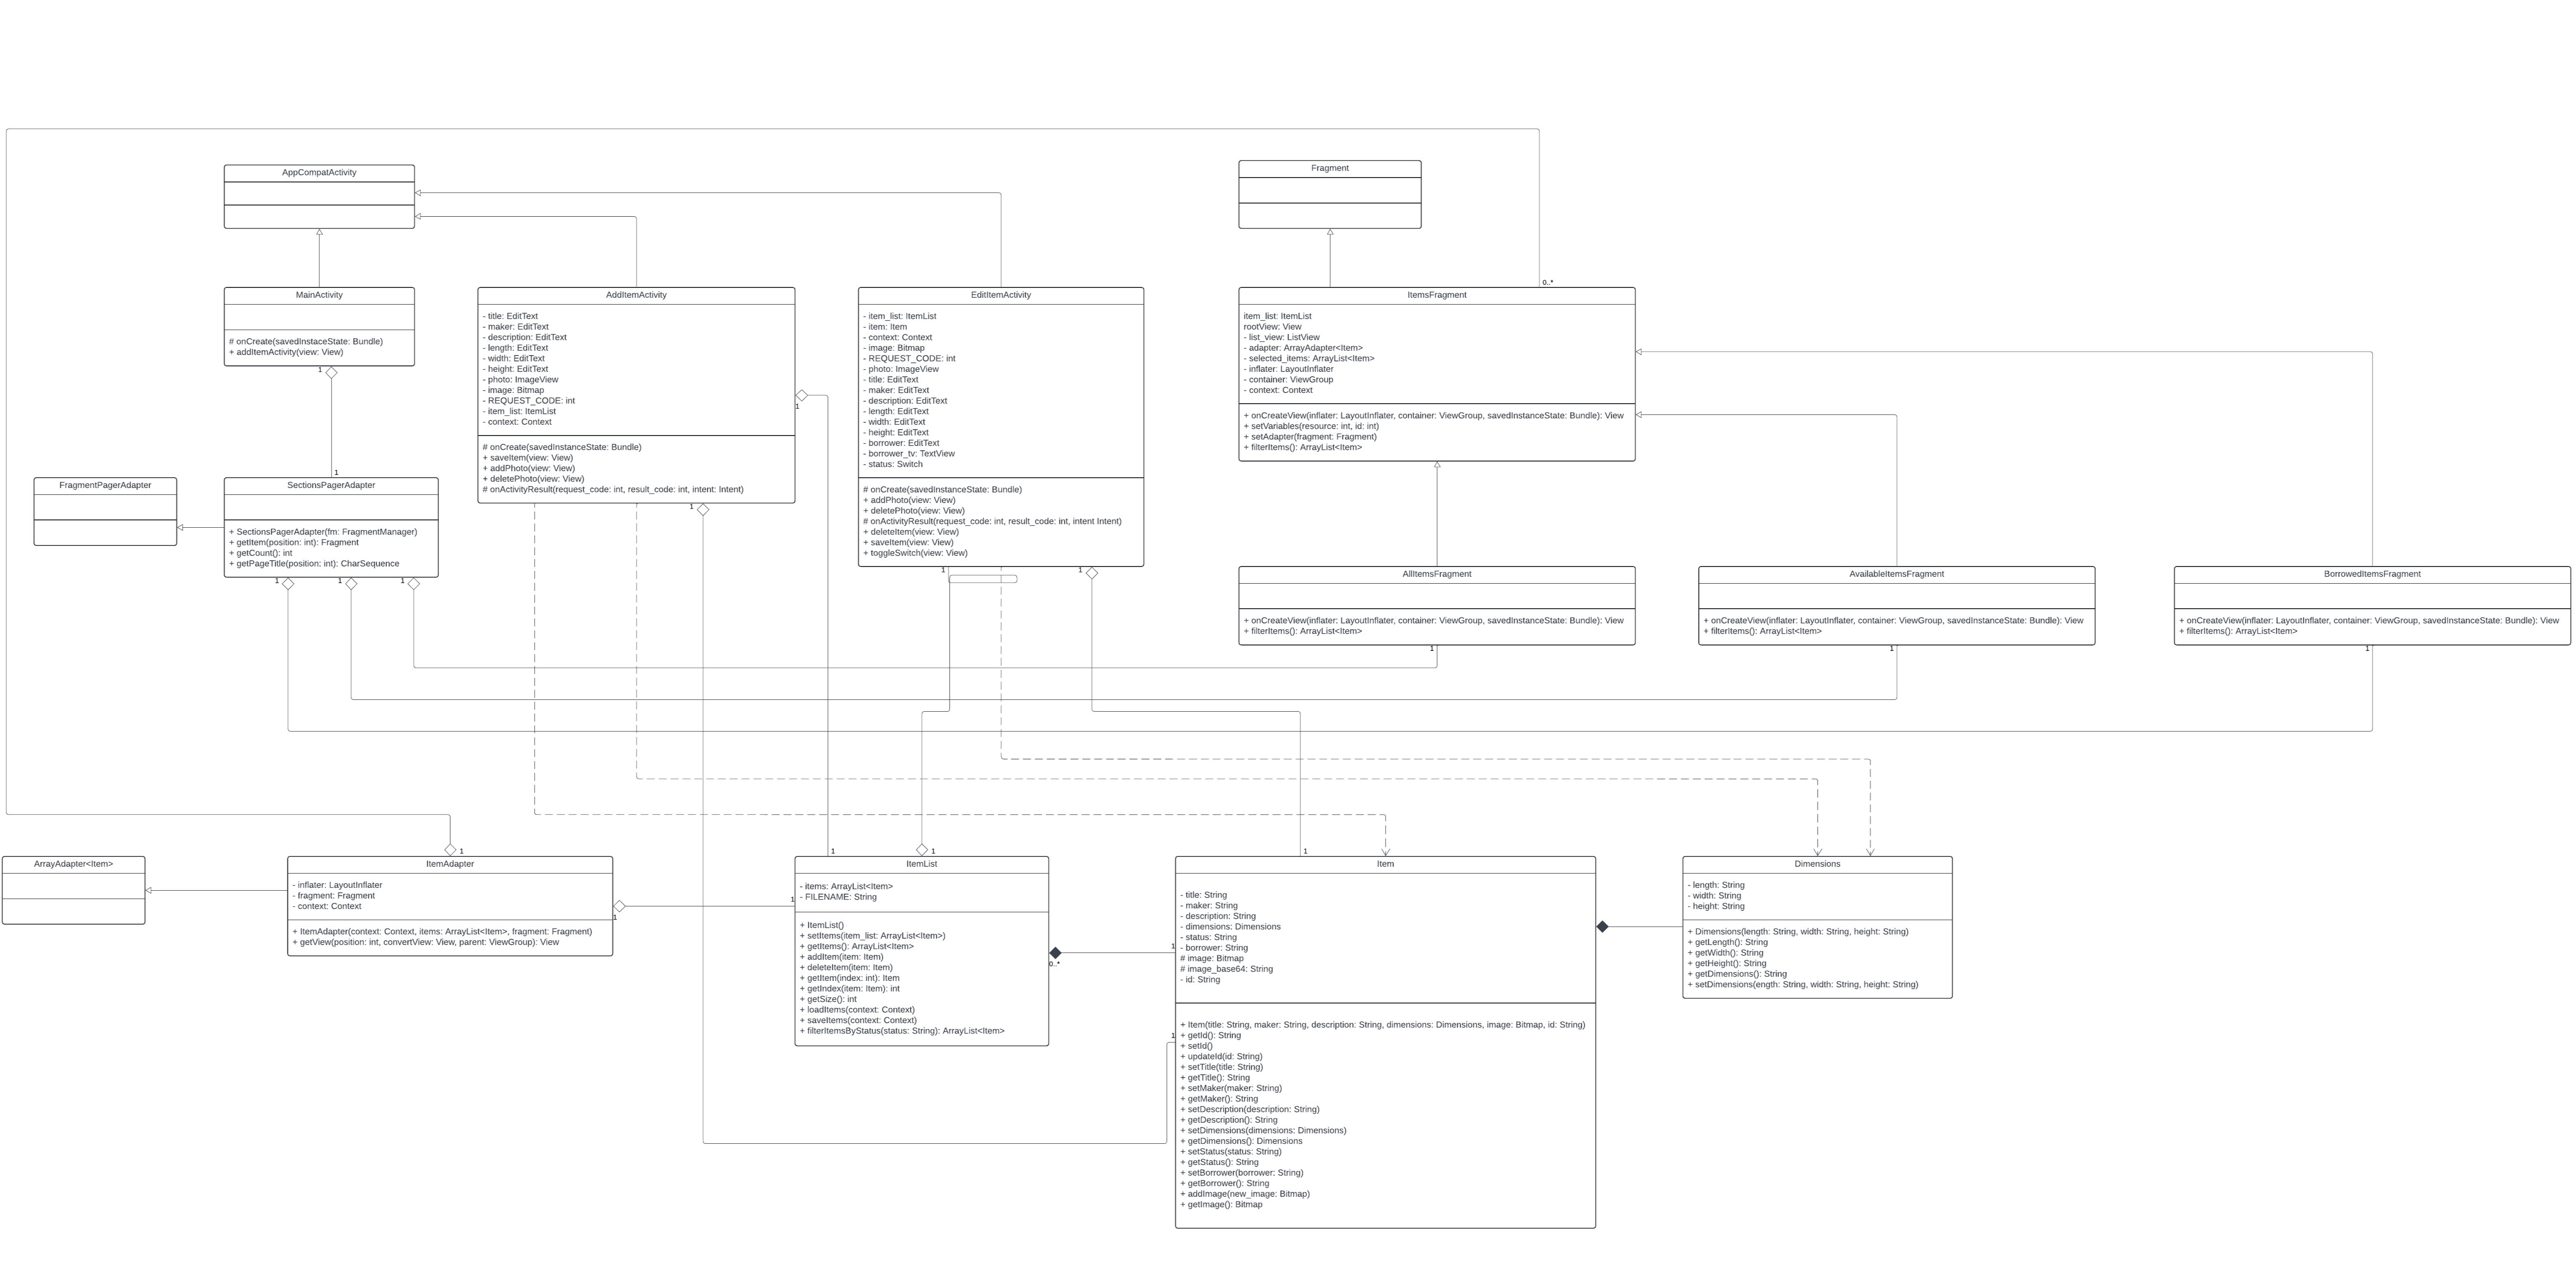 AppCompatActivity
Fragment
0..*
MainActivity
# onCreate(savedInstaceState: Bundle)
+ addItemActivity(view: View)
1
1
AddItemActivity
- title: EditText
- maker: EditText
- description: EditText
- length: EditText
- width: EditText
- height: EditText
- photo: ImageView
- image: Bitmap
- REQUEST_CODE: int
- item_list: ItemList
- context: Context
# onCreate(savedInstanceState: Bundle)
+ saveItem(view: View)
+ addPhoto(view: View)
+ deletePhoto(view: View)
# onActivityResult(request_code: int, result_code: int, intent: Intent)
1
1
EditItemActivity
- item_list: ItemList
- item: Item
- context: Context
- image: Bitmap
- REQUEST_CODE: int
- photo: ImageView
- title: EditText
- maker: EditText
- description: EditText
- length: EditText
- width: EditText
- height: EditText
- borrower: EditText
- borrower_tv: TextView
- status: Switch
# onCreate(savedInstanceState: Bundle)
+ addPhoto(view: View)
+ deletePhoto(view: View)
# onActivityResult(request_code: int, result_code: int, intent Intent)
+ deleteItem(view: View)
+ saveItem(view: View)
+ toggleSwitch(view: View)
1
1
ItemsFragment
item_list: ItemList
rootView: View
- list_view: ListView
- adapter: ArrayAdapter<Item>
- selected_items: ArrayList<Item>
- inflater: LayoutInflater
- container: ViewGroup
- context: Context
+ onCreateView(inflater: LayoutInflater, container: ViewGroup, savedInstanceState: Bundle): View
+ setVariables(resource: int, id: int)
+ setAdapter(fragment: Fragment)
+ filterItems(): ArrayList<Item>
FragmentPagerAdapter
SectionsPagerAdapter
+ SectionsPagerAdapter(fm: FragmentManager)
+ getItem(position: int): Fragment
+ getCount(): int
+ getPageTitle(position: int): CharSequence
1
1
1
AllItemsFragment
+ onCreateView(inflater: LayoutInflater, container: ViewGroup, savedInstanceState: Bundle): View
+ filterItems(): ArrayList<Item>
1
AvailableItemsFragment
+ onCreateView(inflater: LayoutInflater, container: ViewGroup, savedInstanceState: Bundle): View
+ filterItems(): ArrayList<Item>
1
BorrowedItemsFragment
+ onCreateView(inflater: LayoutInflater, container: ViewGroup, savedInstanceState: Bundle): View
+ filterItems(): ArrayList<Item>
1
1
1
1
1
ArrayAdapter<Item>
ItemAdapter
- inflater: LayoutInflater
- fragment: Fragment
- context: Context
+ ItemAdapter(context: Context, items: ArrayList<Item>, fragment: Fragment)
+ getView(position: int, convertView: View, parent: ViewGroup): View
1
1
ItemList
- items: ArrayList<Item>
- FILENAME: String
+ ItemList()
+ setItems(item_list: ArrayList<Item>)
+ getItems(): ArrayList<Item>
+ addItem(item: Item)
+ deleteItem(item: Item)
+ getItem(index: int): Item
+ getIndex(item: Item): int
+ getSize(): int
+ loadItems(context: Context)
+ saveItems(context: Context)
+ filterItemsByStatus(status: String): ArrayList<Item>
0..*
1
1
Item
- title: String
- maker: String
- description: String
- dimensions: Dimensions
- status: String
- borrower: String
# image: Bitmap
# image_base64: String
- id: String
+ Item(title: String, maker: String, description: String, dimensions: Dimensions, image: Bitmap, id: String)
+ getId(): String
+ setId()
+ updateId(id: String)
+ setTitle(title: String)
+ getTitle(): String
+ setMaker(maker: String)
+ getMaker(): String
+ setDescription(description: String)
+ getDescription(): String
+ setDimensions(dimensions: Dimensions)
+ getDimensions(): Dimensions
+ setStatus(status: String)
+ getStatus(): String
+ setBorrower(borrower: String)
+ getBorrower(): String
+ addImage(new_image: Bitmap)
+ getImage(): Bitmap
Dimensions
- length: String
- width: String
- height: String
+ Dimensions(length: String, width: String, height: String)
+ getLength(): String
+ getWidth(): String
+ getHeight(): String
+ getDimensions(): String
+ setDimensions(ength: String, width: String, height: String)